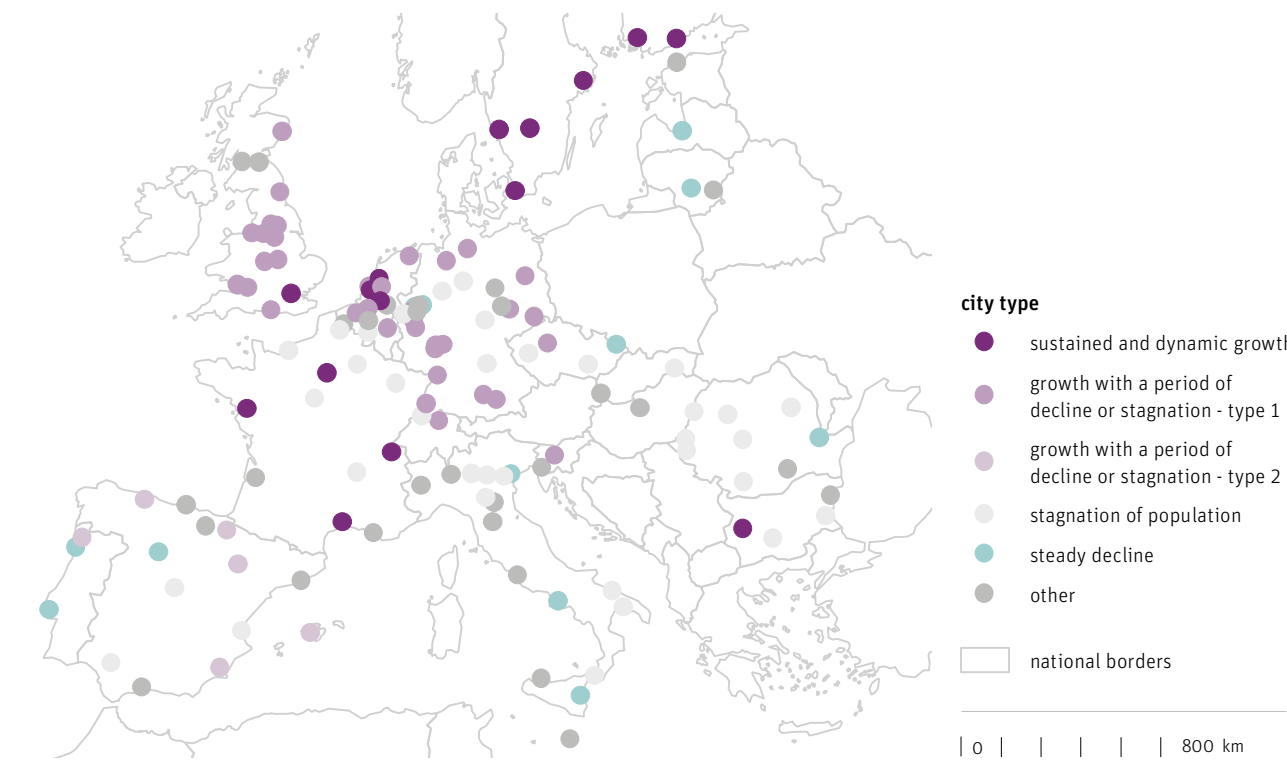 city type
sustained and dynamic growth
growth with a period of
decline or stagnation - type 1
growth with a period of
decline or stagnation - type 2
stagnation of population
steady decline
other
national borders
0 800 km